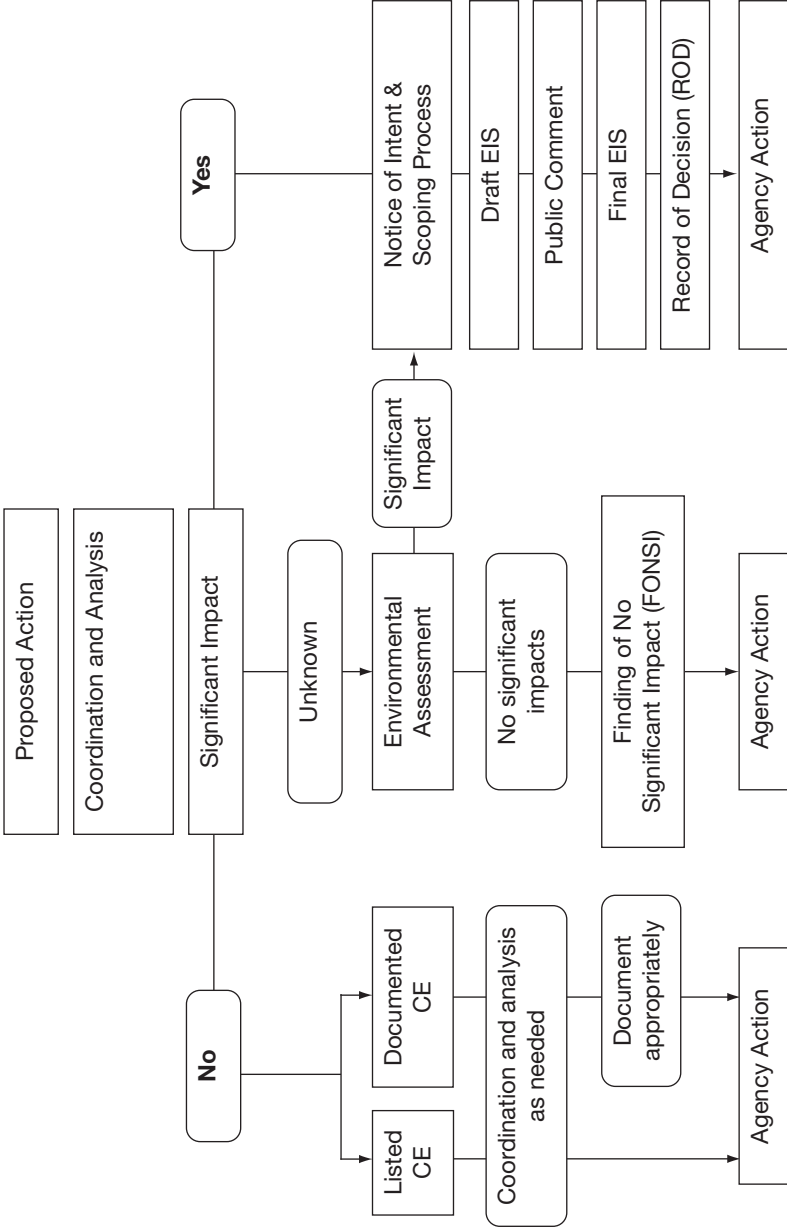 Proposed Action
Coordination and Analysis
Significant Impact
No
Unknown
Yes
Listed
CE
Documented
CE
Coordination and analysis
as needed
Document
appropriately
Agency Action
Environmental
Assessment
Significant
Impact
No significant
impacts
Finding of No
Significant Impact (FONSI)
Agency Action
Notice of Intent &
Scoping Process
Draft EIS
Public Comment
Final EIS
Record of Decision (ROD)
Agency Action